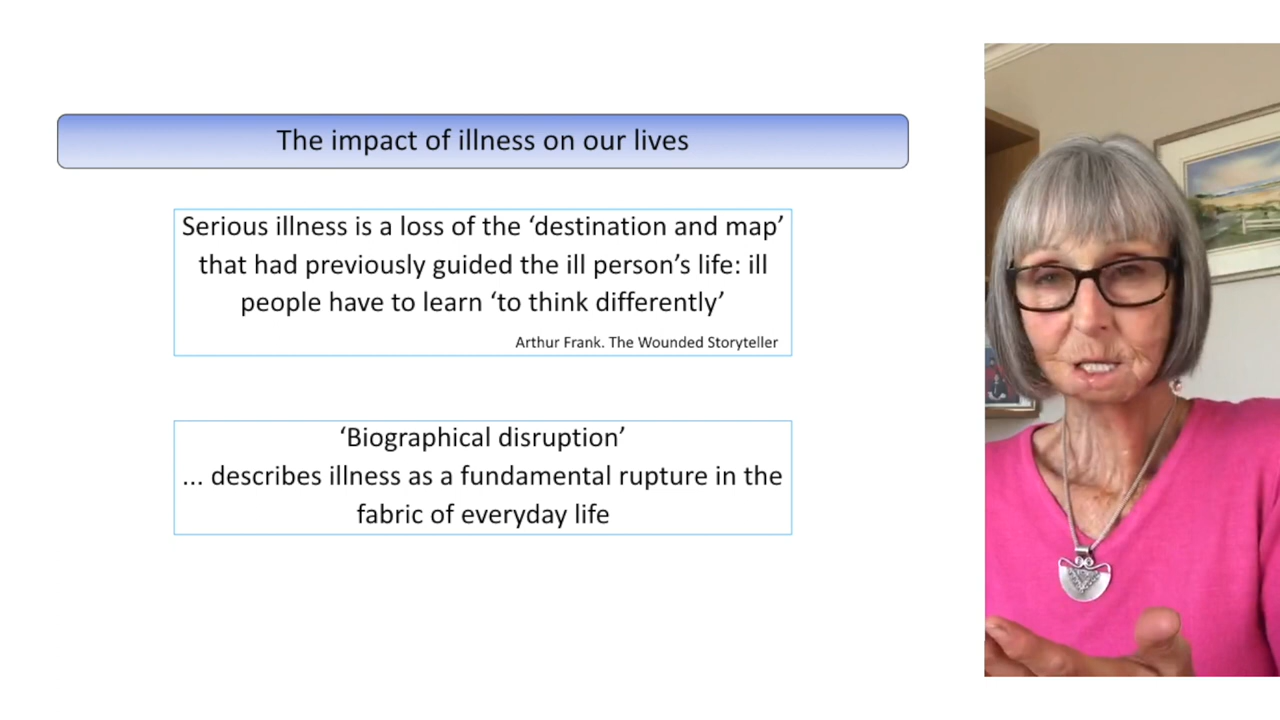 The impact of illness on our lives
Serious illness is a loss of the ‘destination and map’
that had previously guided the ill person’s life: ill
people have to learn ‘to think differently’
Arthur Frank. The Wounded Storyteller
‘Biographical disruption’
... describes illness as a fundamental rupture in the
fabric of everyday life